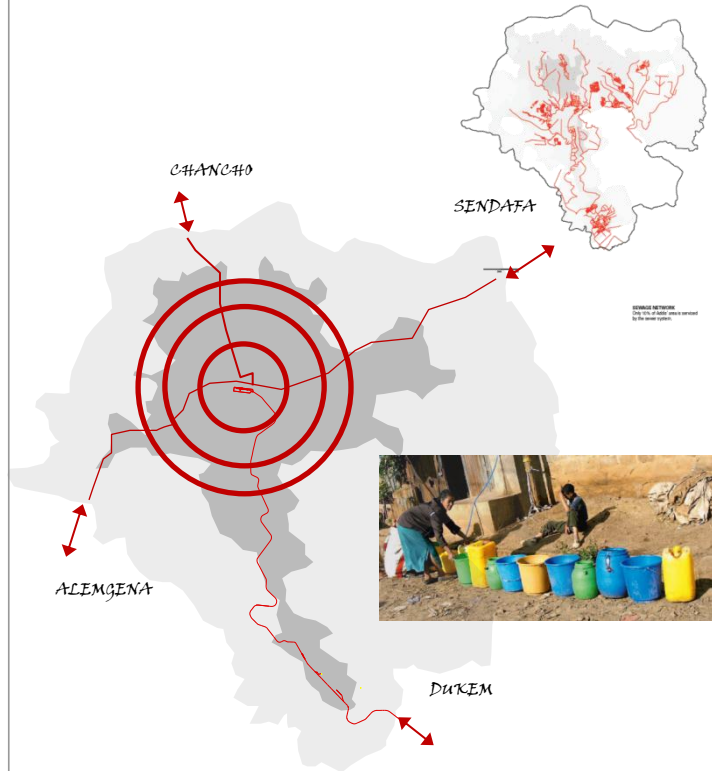 CHANCHO
SENDAFA
SEWAGE NETWORK
Only 10% of Addis' area is serviced
by the sewer system.
ALEMGENA
DUKEM